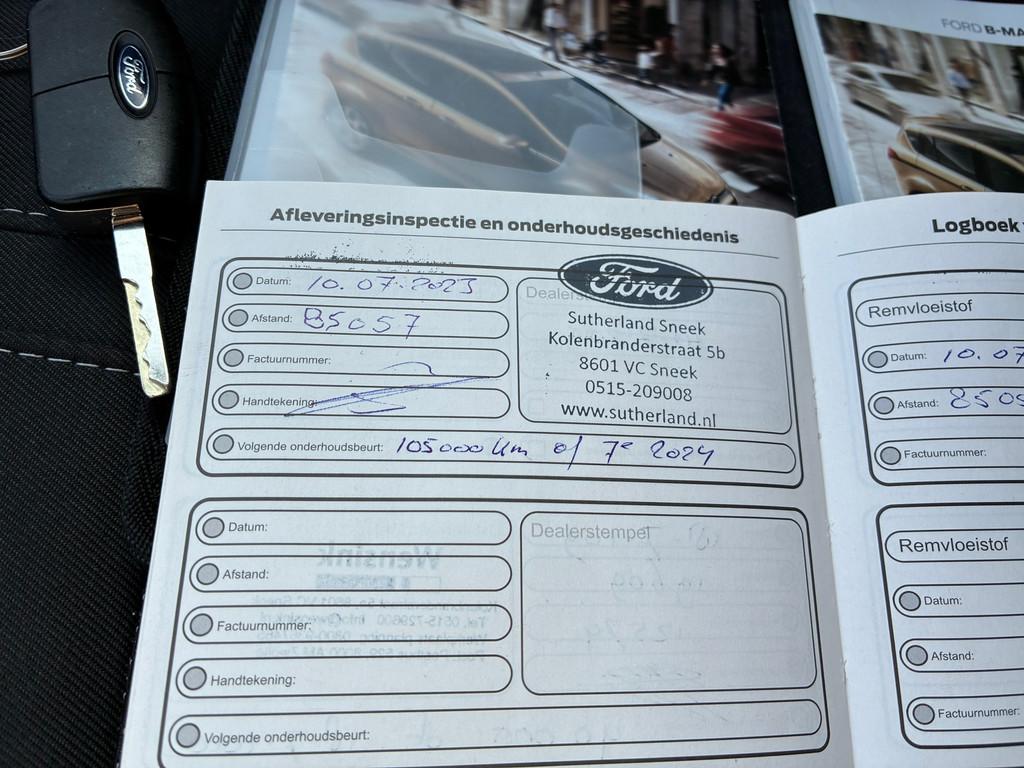 Ford
FORD B-MA
Afleveringsinspectie en onderhoudsgeschiedenis
Datum: 10.07.2023
Afstand: 85057
Factuurnummer:
Handtekening:
Volgende onderhoudsbeurt: 105000 km of 7e 2024
Dealers
Ford
Sutherland Sneek
Kolenbranderstraat 5b
8601 VC Sneek
0515-209008
www.sutherland.nl
Datum:
Afstand:
Factuurnummer:
Handtekening:
Volgende onderhoudsbeurt:
Dealerstempel
Logboek
Remvloeistof
Datum: 10.07
Afstand: 8505
Factuurnummer:
Remvloeistof
Datum:
Afstand:
Factuurnummer: